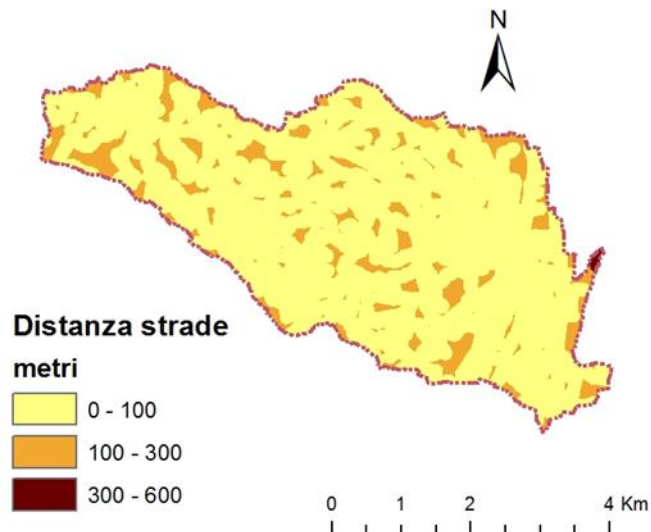 N
Distanza strade
metri
0 - 100
100 - 300
300 - 600
0 1 2 4 Km